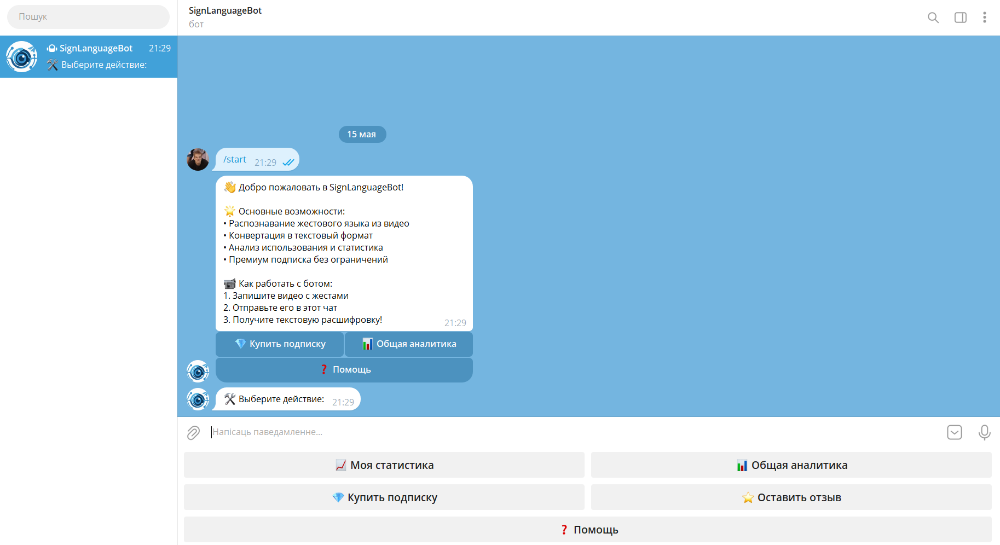 Пошук
SignLanguageBot
бот
SignLanguageBot 21:29
🛠 Выберите действие:
15 мая
/start 21:29
👋 Добро пожаловать в SignLanguageBot!
🌟 Основные возможности:
• Распознавание жестового языка из видео
• Конвертация в текстовый формат
• Анализ использования и статистика
• Премиум подписка без ограничений
📹 Как работать с ботом:
1. Запишите видео с жестами
2. Отправьте его в этот чат
3. Получите текстовую расшифровку!
21:29
💎 Купить подписку
📊 Общая аналитика
❓ Помощь
🛠 Выберите действие: 21:29
Напісаць паведамленне...
📈 Моя статистика
📊 Общая аналитика
💎 Купить подписку
⭐ Оставить отзыв
❓ Помощь